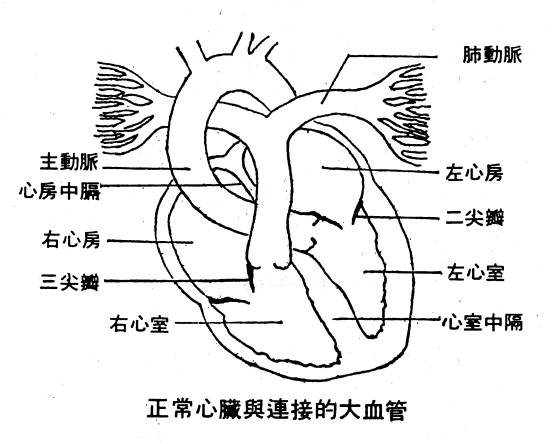 肺動脈
主動脈
心房中膈
右心房
三尖瓣
右心室
左心房
二尖瓣
左心室
心室中隔
正常心臟與連接的大血管